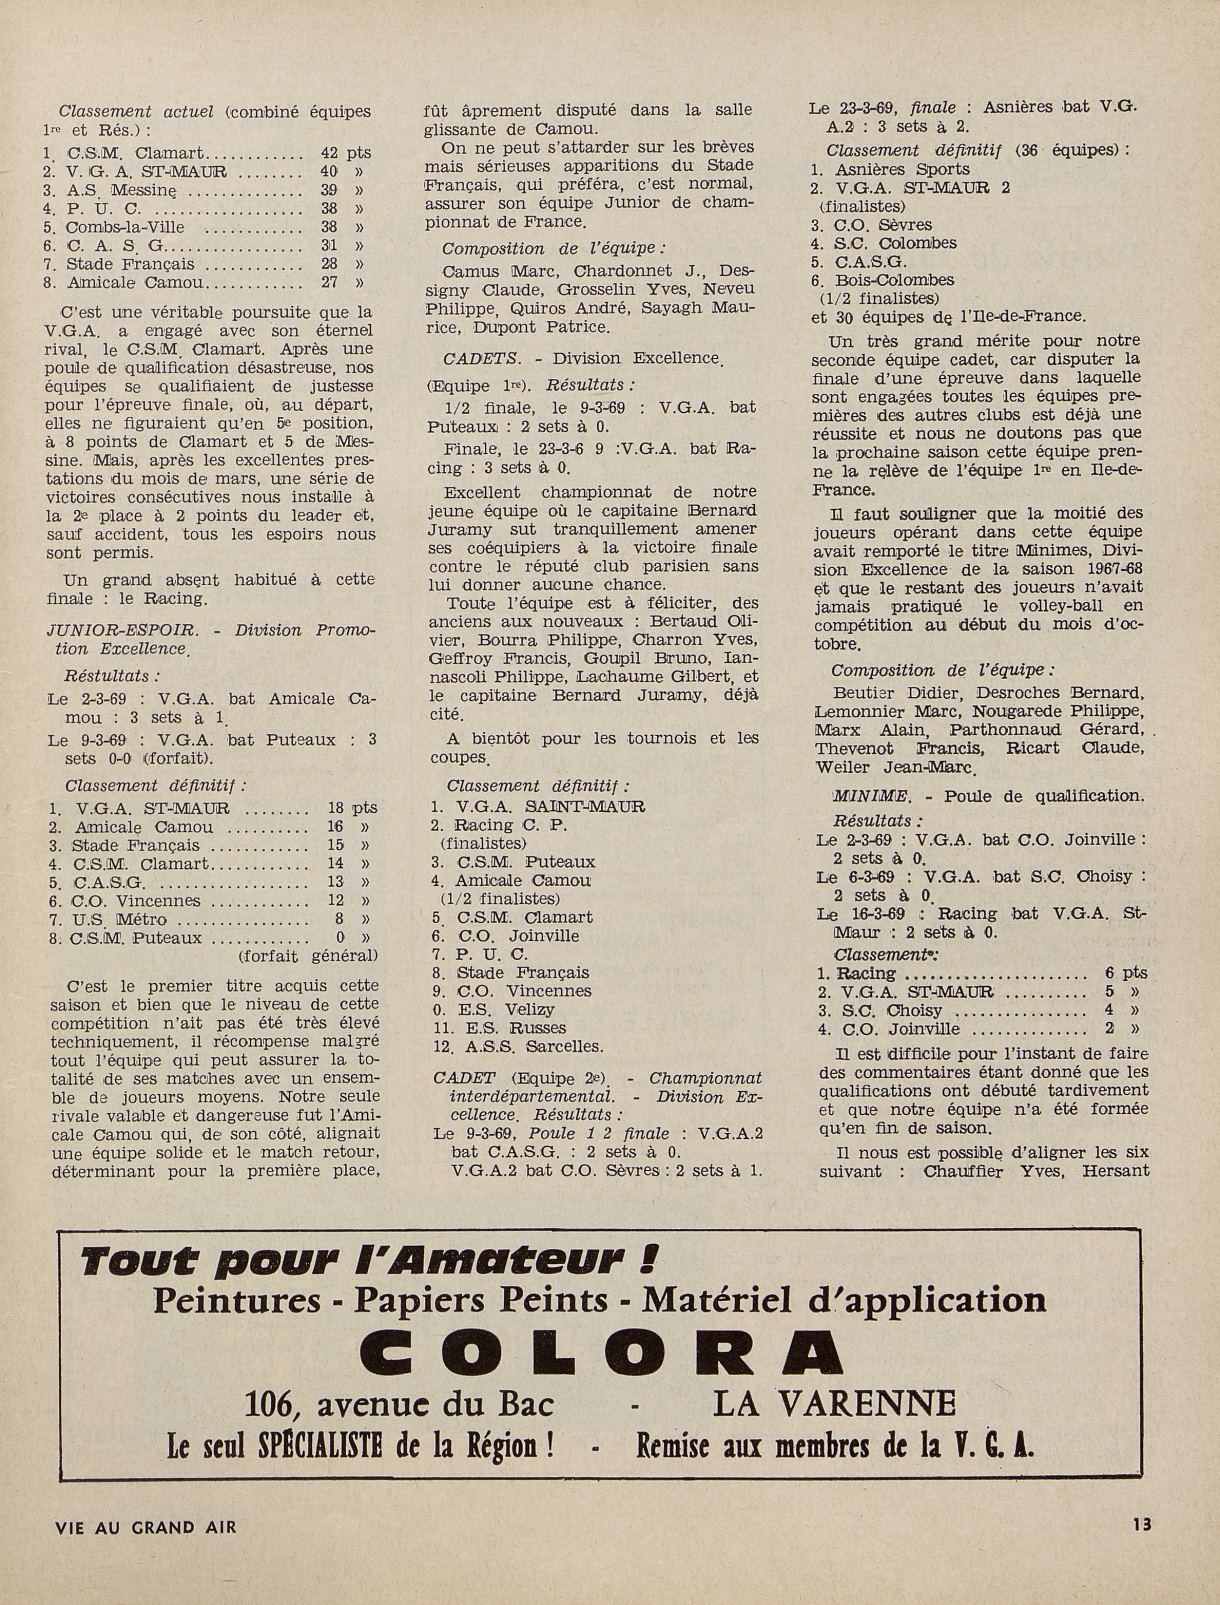 Classement actuel (combiné équipes
1re et Rés.) :
1. C.S.M. Clamart............ 42 pts
2. V. G. A. ST-MAUR ........ 40 »
3. A.S. Messine .............. 39 »
4. P. U. C. .................. 38 »
5. Combs-la-Ville ............ 38 »
6. C. A. S. G................. 31 »
7. Stade Français ............ 28 »
8. Amicale Camou............ 27 »
C'est une véritable poursuite que la
V.G.A. a engagé avec son éternel
rival, le C.S.M. Clamart. Après une
poule de qualification désastreuse, nos
équipes se qualifiaient de justesse
pour l'épreuve finale, où, au départ,
elles ne figuraient qu'en 5e position,
à 8 points de Clamart et 5 de Mes-
sine. Mais, après les excellentes pres-
tations du mois de mars, une série de
victoires consécutives nous installe à
la 2e place à 2 points du leader et,
sauf accident, tous les espoirs nous
sont permis.
Un grand absent habitué à cette
finale : le Racing.
JUNIOR-ESPOIR. - Division Promo-
tion Excellence.
Réstultats :
Le 2-3-69 : V.G.A. bat Amicale Ca-
mou : 3 sets à 1.
Le 9-3-69 : V.G.A. bat Puteaux : 3
sets 0-0 (forfait).
Classement définitif :
1. V.G.A. ST-MAUR ........ 18 pts
2. Amicale Camou .......... 16 »
3. Stade Français ............ 15 »
4. C.S.M. Clamart............ 14 »
5. C.A.S.G. .................. 13 »
6. C.O. Vincennes ............ 12 »
7. U.S. Métro ................ 8 »
8. C.S.M. Puteaux ............ 0 »
(forfait général)
C'est le premier titre acquis cette
saison et bien que le niveau de cette
compétition n'ait pas été très élevé
techniquement, il récompense malgré
tout l'équipe qui peut assurer la to-
talité de ses matches avec un ensem-
ble de joueurs moyens. Notre seule
rivale valable et dangereuse fut l'Ami-
cale Camou qui, de son côté, alignait
une équipe solide et le match retour,
déterminant pour la première place,
fût âprement disputé dans la salle
glissante de Camou.
On ne peut s'attarder sur les brèves
mais sérieuses apparitions du Stade
Français, qui préféra, c'est normal,
assurer son équipe Junior de cham-
pionnat de France.
Composition de l'équipe :
Camus Marc, Chardonnet J., Des-
signy Claude, Grosselin Yves, Neveu
Philippe, Quiros André, Sayagh Mau-
rice, Dupont Patrice.
CADETS. - Division Excellence.
(Equipe 1re). Résultats :
1/2 finale, le 9-3-69 : V.G.A. bat
Puteaux : 2 sets à 0.
Finale, le 23-3-6 9 :V.G.A. bat Ra-
cing : 3 sets à 0.
Excellent championnat de notre
jeune équipe où le capitaine Bernard
Juramy sut tranquillement amener
ses coéquipiers à la victoire finale
contre le réputé club parisien sans
lui donner aucune chance.
Toute l'équipe est à féliciter, des
anciens aux nouveaux : Bertaud Oli-
vier, Bourra Philippe, Charron Yves,
Geffroy Francis, Goupil Bruno, Ian-
nascoli Philippe, Lachaume Gilbert, et
le capitaine Bernard Juramy, déjà
cité.
A bientôt pour les tournois et les
coupes.
Classement définitif :
1. V.G.A. SAINT-MAUR
2. Racing C. P.
(finalistes)
3. C.S.M. Puteaux
4. Amicale Camou
(1/2 finalistes)
5. C.S.M. Clamart
6. C.O. Joinville
7. P. U. C.
8. Stade Français
9. C.O. Vincennes
0. E.S. Velizy
11. E.S. Russes
12. A.S.S. Sarcelles.
CADET (Equipe 2e). - Championnat
interdépartemental. - Division Ex-
cellence. Résultats :
Le 9-3-69, Poule 1 2 finale : V.G.A.2
bat C.A.S.G. : 2 sets à 0.
V.G.A.2 bat C.O. Sèvres : 2 sets à 1.
Le 23-3-69, finale : Asnières bat V.G.
A.2 : 3 sets à 2.
Classement définitif (36 équipes) :
1. Asnières Sports
2. V.G.A. ST-MAUR 2
(finalistes)
3. C.O. Sèvres
4. S.C. Colombes
5. C.A.S.G.
6. Bois-Colombes
(1/2 finalistes)
et 30 équipes de l'Ile-de-France.
Un très grand mérite pour notre
seconde équipe cadet, car disputer la
finale d'une épreuve dans laquelle
sont engagées toutes les équipes pre-
mières des autres clubs est déjà une
réussite et nous ne doutons pas que
la prochaine saison cette équipe pren-
ne la relève de l'équipe 1re en Ile-de-
France.
Il faut souligner que la moitié des
joueurs opérant dans cette équipe
avait remporté le titre Minimes, Divi-
sion Excellence de la saison 1967-68
et que le restant des joueurs n'avait
jamais pratiqué le volley-ball en
compétition au début du mois d'oc-
tobre.
Composition de l'équipe :
Beutier Didier, Desroches Bernard,
Lemonnier Marc, Nougarede Philippe,
Marx Alain, Parthonnaud Gérard,
Thevenot Francis, Ricart Claude,
Weiler Jean-Marc.
MINIME. - Poule de qualification.
Résultats :
Le 2-3-69 : V.G.A. bat C.O. Joinville :
2 sets à 0.
Le 6-3-69 : V.G.A. bat S.C. Choisy :
2 sets à 0.
Le 16-3-69 : Racing bat V.G.A. St-
Maur : 2 sets à 0.
Classement :
1. Racing ...................... 6 pts
2. V.G.A. ST-MAUR .......... 5 »
3. S.C. Choisy ................ 4 »
4. C.O. Joinville .............. 2 »
Il est difficile pour l'instant de faire
des commentaires étant donné que les
qualifications ont débuté tardivement
et que notre équipe n'a été formée
qu'en fin de saison.
Il nous est possible d'aligner les six
suivant : Chauffier Yves, Hersant
Tout pour l'Amateur !
Peintures - Papiers Peints - Matériel d'application
COLORA
106, avenue du Bac - LA VARENNE
Le seul SPÉCIALISTE de la Région ! - Remise aux membres de la V. G. A.
VIE AU GRAND AIR 13